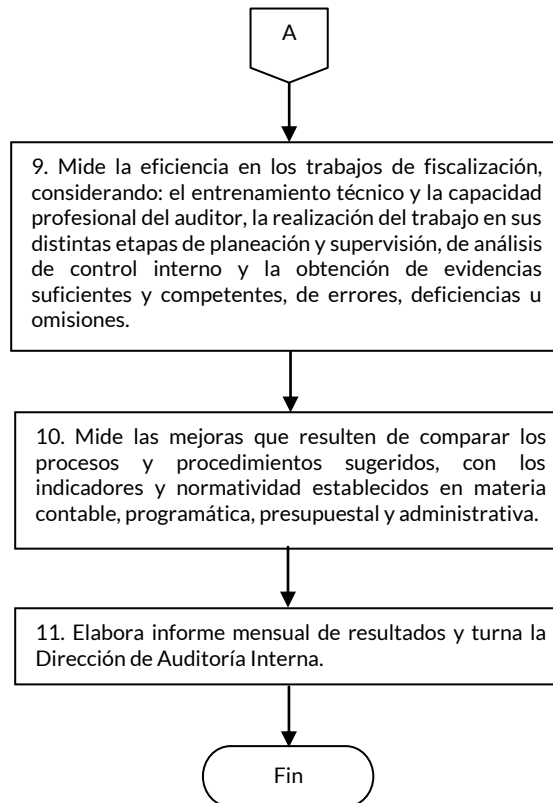 A
9. Mide la eficiencia en los trabajos de fiscalización,
considerando: el entrenamiento técnico y la capacidad
profesional del auditor, la realización del trabajo en sus
distintas etapas de planeación y supervisión, de análisis
de control interno y la obtención de evidencias
suficientes y competentes, de errores, deficiencias u
omisiones.
10. Mide las mejoras que resulten de comparar los
procesos y procedimientos sugeridos, con los
indicadores y normatividad establecidos en materia
contable, programática, presupuestal y administrativa.
11. Elabora informe mensual de resultados y turna la
Dirección de Auditoría Interna.
Fin